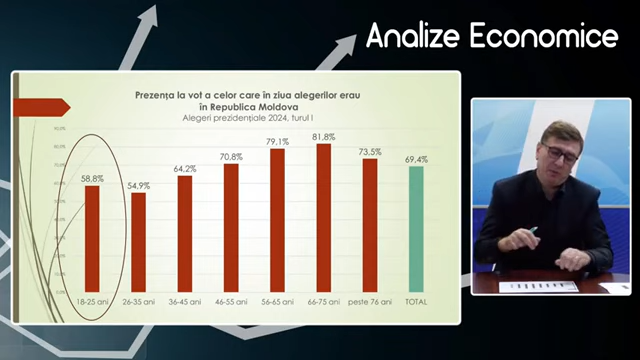 Analize Economice
Prezența la vot a celor care în ziua alegerilor erau
în Republica Moldova
Alegeri prezidențiale 2024, turul I
58,8%
54,9%
64,2%
70,8%
79,1%
81,8%
73,5%
69,4%
18-25 ani
26-35 ani
36-45 ani
46-55 ani
56-65 ani
66-75 ani
peste 76 ani
TOTAL